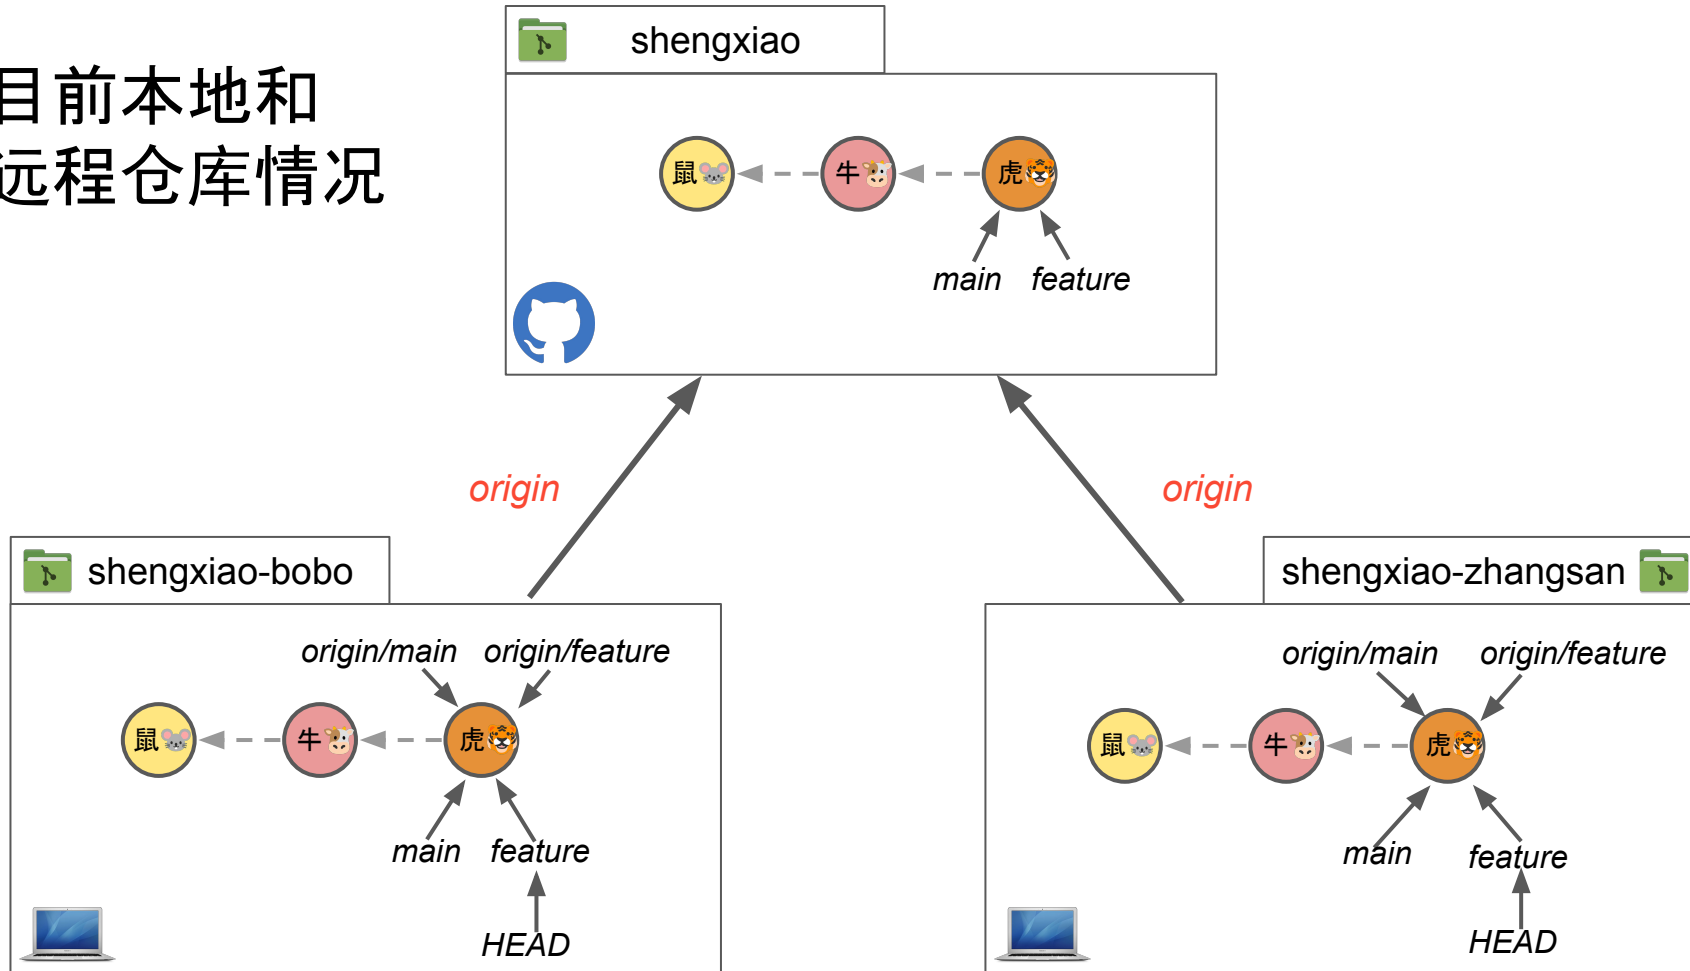 shengxiao
目前本地和
远程仓库情况
鼠 牛 虎
main feature
origin origin
shengxiao-bobo
origin/main origin/feature
鼠 牛 虎
main feature
HEAD
shengxiao-zhangsan
origin/main origin/feature
鼠 牛 虎
main feature
HEAD